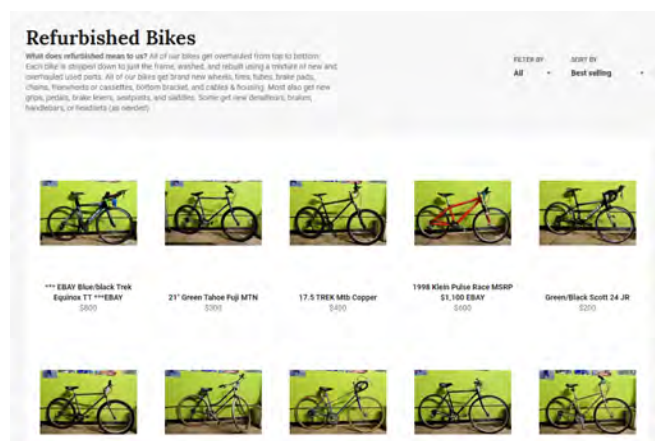 Refurbished Bikes
What does refurbished mean to us? All of our bikes get overhauled from top to bottom.
Each bike is stripped down to just the frame, washed, and rebuilt using a mixture of new and
overhauled used parts. All of our bikes get brand new wheels, tires, tubes, brake pads,
chains, freewheels or cassettes, bottom bracket, and cables & housing. Most also get new
grips, pedals, brake levers, seatposts, and saddles. Some get new derailleurs, brakes,
handlebars, or headsets (as needed)
FILTER BY SORT BY
All Best selling
*** EBAY Blue/black Trek
Equinox TT ***EBAY
$800
21" Green Tahoe Fuji MTN
$300
17.5 TREK Mtb Copper
$400
1998 Klein Pulse Race MSRP
$1,100 EBAY
$600
Green/Black Scott 24 JR
$200